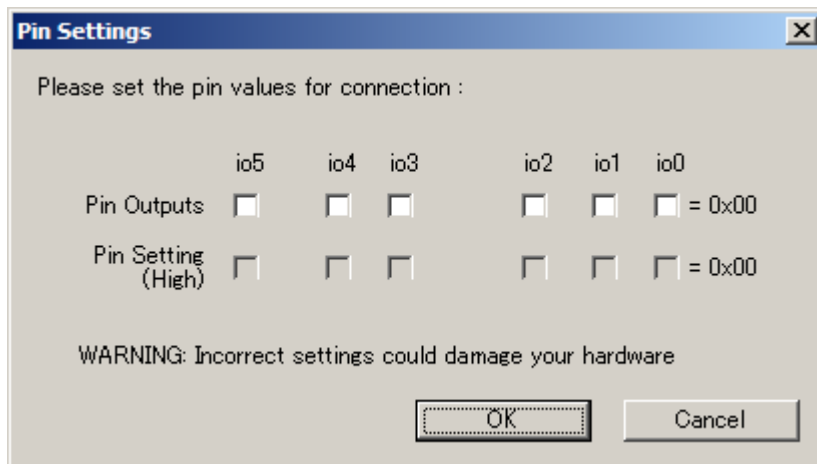 Pin Settings
Please set the pin values for connection :
io5 io4 io3 io2 io1 io0
Pin Outputs = 0x00
Pin Setting
(High) = 0x00
WARNING: Incorrect settings could damage your hardware
OK Cancel